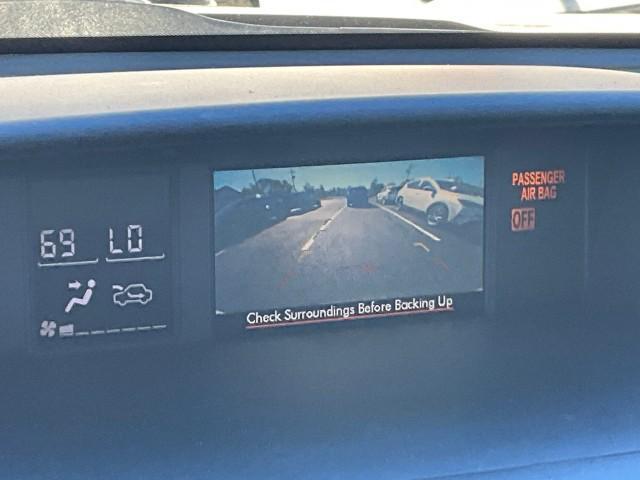 69 LO
Check Surroundings Before Backing Up
PASSENGER
AIR BAG
OFF